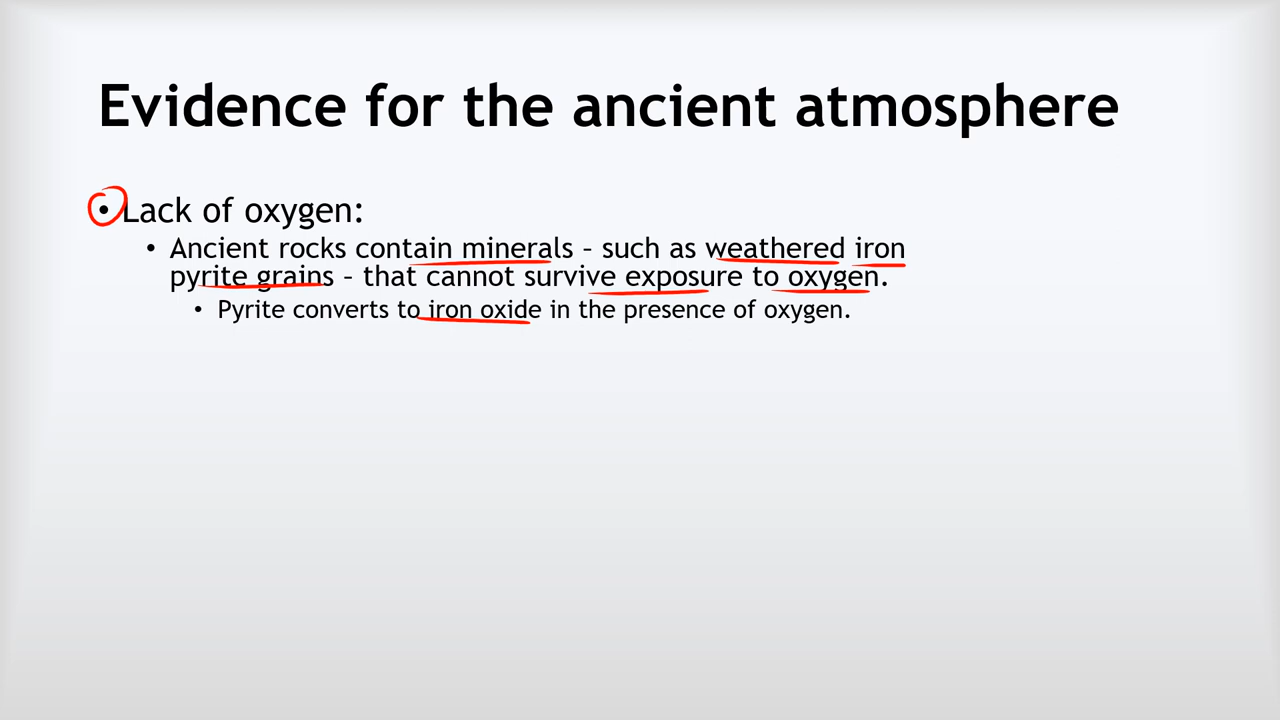 Evidence for the ancient atmosphere
• Lack of oxygen:
• Ancient rocks contain minerals – such as weathered iron
pyrite grains – that cannot survive exposure to oxygen.
• Pyrite converts to iron oxide in the presence of oxygen.